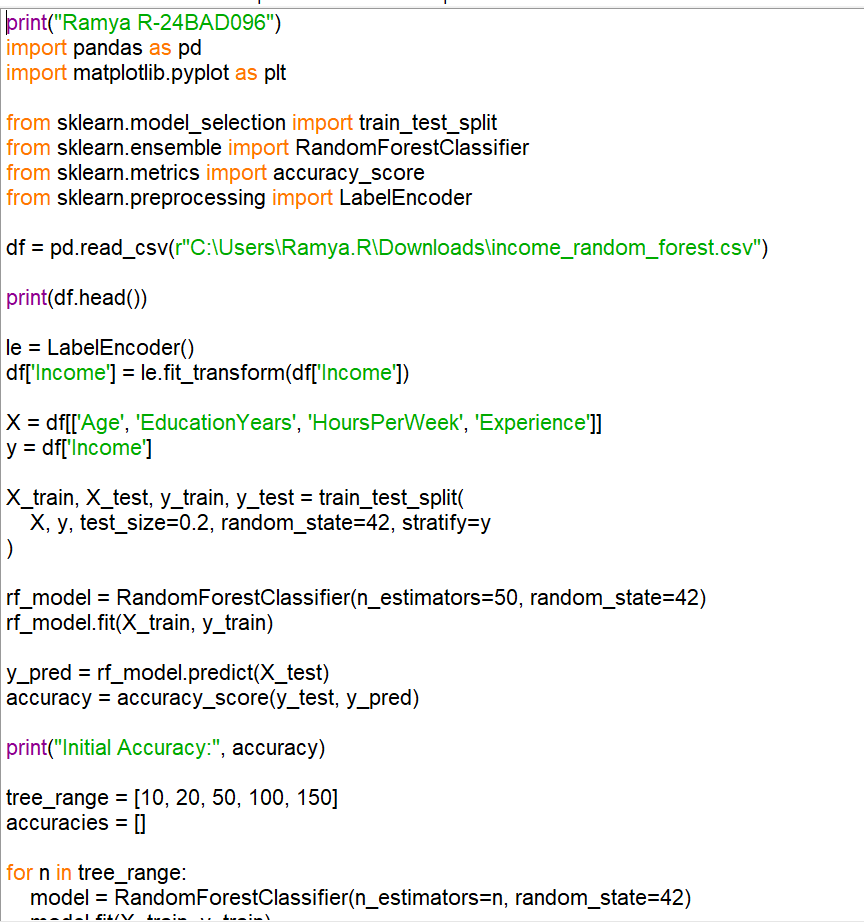 print("Ramya R-24BAD096")
import pandas as pd
import matplotlib.pyplot as plt
from sklearn.model_selection import train_test_split
from sklearn.ensemble import RandomForestClassifier
from sklearn.metrics import accuracy_score
from sklearn.preprocessing import LabelEncoder
df = pd.read_csv(r"C:\Users\Ramya.R\Downloads\income_random_forest.csv")
print(df.head())
le = LabelEncoder()
df['Income'] = le.fit_transform(df['Income'])
X = df[['Age', 'EducationYears', 'HoursPerWeek', 'Experience']]
y = df['Income']
X_train, X_test, y_train, y_test = train_test_split(
    X, y, test_size=0.2, random_state=42, stratify=y
)
rf_model = RandomForestClassifier(n_estimators=50, random_state=42)
rf_model.fit(X_train, y_train)
y_pred = rf_model.predict(X_test)
accuracy = accuracy_score(y_test, y_pred)
print("Initial Accuracy:", accuracy)
tree_range = [10, 20, 50, 100, 150]
accuracies = []
for n in tree_range:
    model = RandomForestClassifier(n_estimators=n, random_state=42)
    model.fit(X_train, y_train)